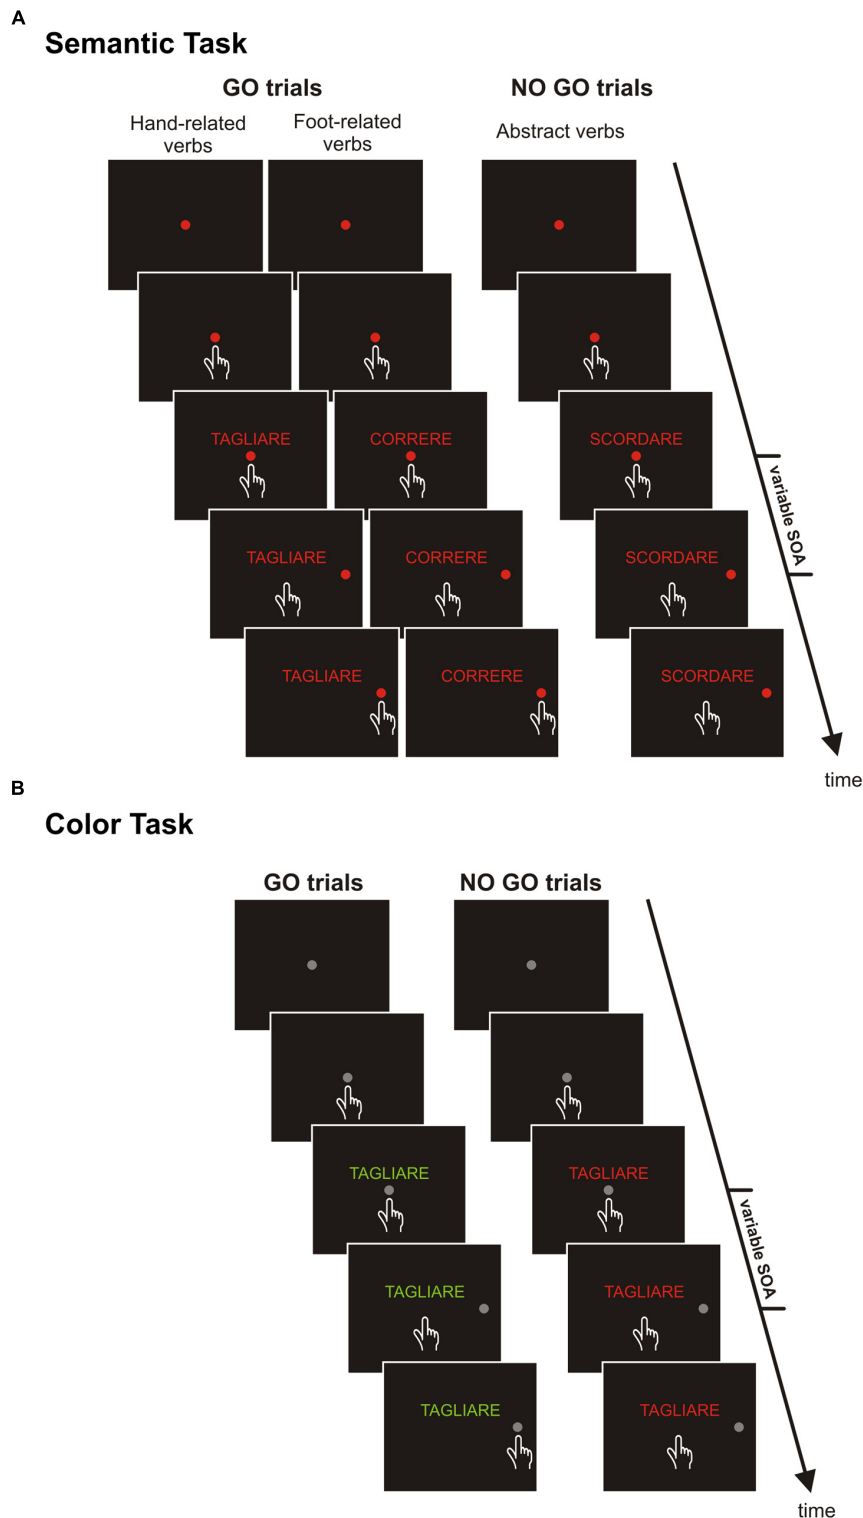 A
Semantic Task
GO trials
NO GO trials
Hand-related
verbs
Foot-related
verbs
Abstract verbs
TAGLIARE
CORRERE
SCORDARE
variable SOA
TAGLIARE
CORRERE
SCORDARE
TAGLIARE
CORRERE
SCORDARE
time
B
Color Task
GO trials
NO GO trials
TAGLIARE
TAGLIARE
variable SOA
TAGLIARE
TAGLIARE
TAGLIARE
TAGLIARE
time